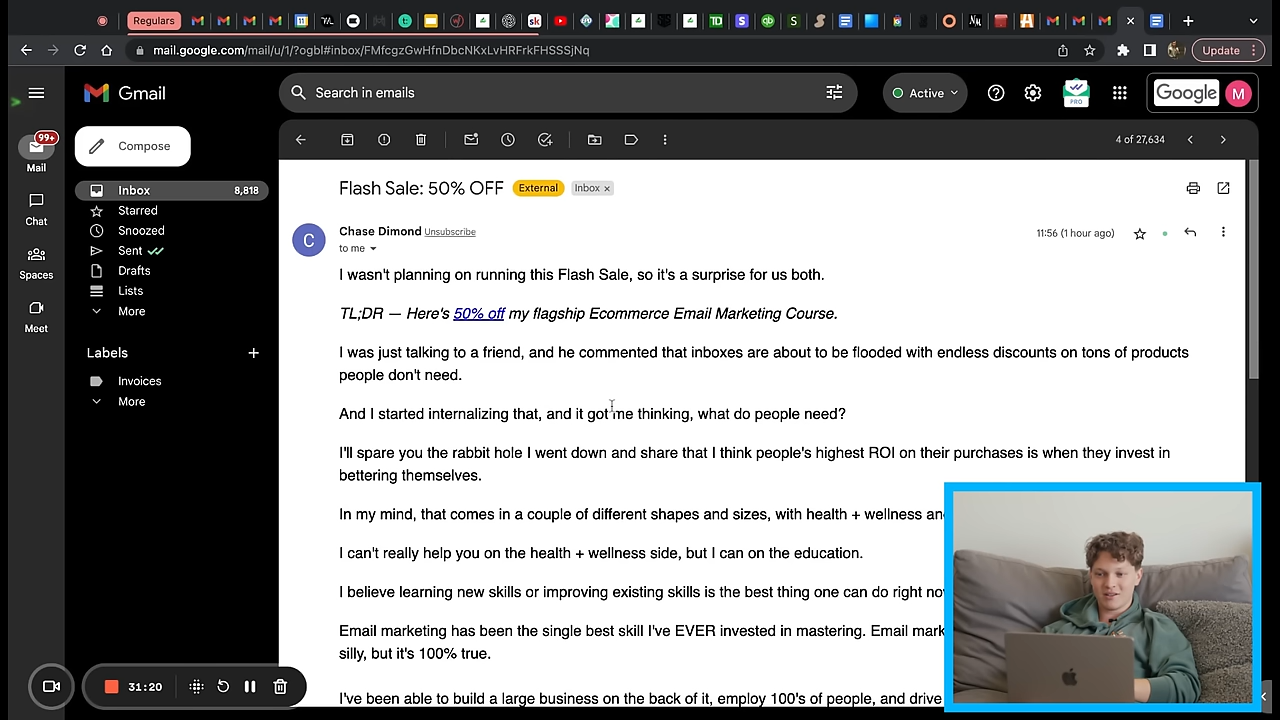 Regulars
mail.google.com/mail/u/1/?ogbl#inbox/FMfcgzGwHfnDbcNKxLvHRFrkFHSSSjNq
Update
Gmail
Search in emails
Active
PRO
Google
M
99+
Mail
Chat
Spaces
Meet
Compose
Inbox 8,818
Starred
Snoozed
Sent
Drafts
Lists
More
Labels
Invoices
More
4 of 27,634
Flash Sale: 50% OFF External Inbox ×
C
Chase Dimond Unsubscribe
11:56 (1 hour ago)
to me
I wasn't planning on running this Flash Sale, so it's a surprise for us both.
TL;DR — Here's 50% off my flagship Ecommerce Email Marketing Course.
I was just talking to a friend, and he commented that inboxes are about to be flooded with endless discounts on tons of products
people don't need.
And I started internalizing that, and it got me thinking, what do people need?
I'll spare you the rabbit hole I went down and share that I think people's highest ROI on their purchases is when they invest in
bettering themselves.
In my mind, that comes in a couple of different shapes and sizes, with health + wellness
I can't really help you on the health + wellness side, but I can on the education.
I believe learning new skills or improving existing skills is the best thing one can do right
Email marketing has been the single best skill I've EVER invested in mastering. Email
silly, but it's 100% true.
I've been able to build a large business on the back of it, employ 100's of people, and drive
31:20